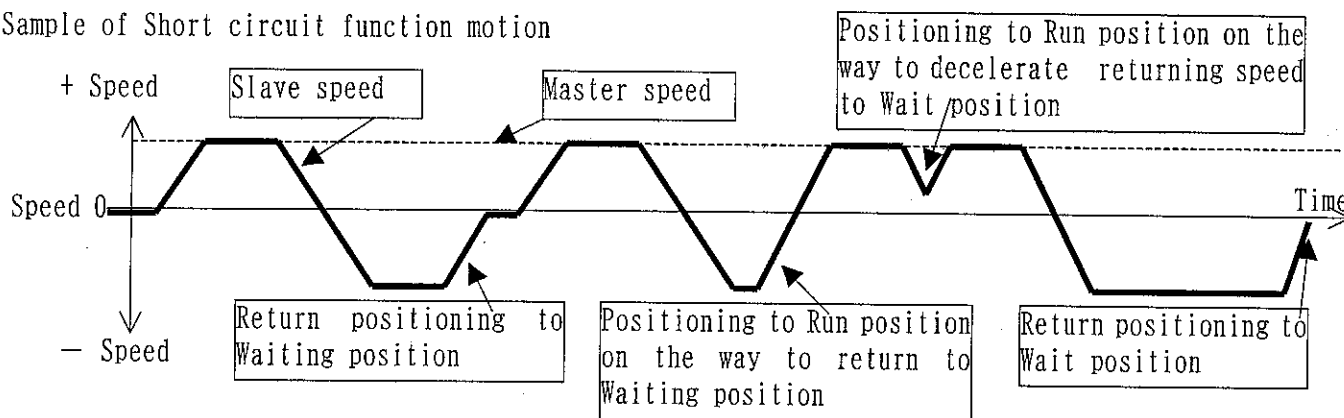 Sample of Short circuit function motion
Positioning to Run position on the
way to decelerate returning speed
to Wait position
+ Speed
Slave speed
Master speed
Speed 0
Time
Return positioning to
Waiting position
Positioning to Run position
on the way to return to
Waiting position
Return positioning to
Wait position
― Speed